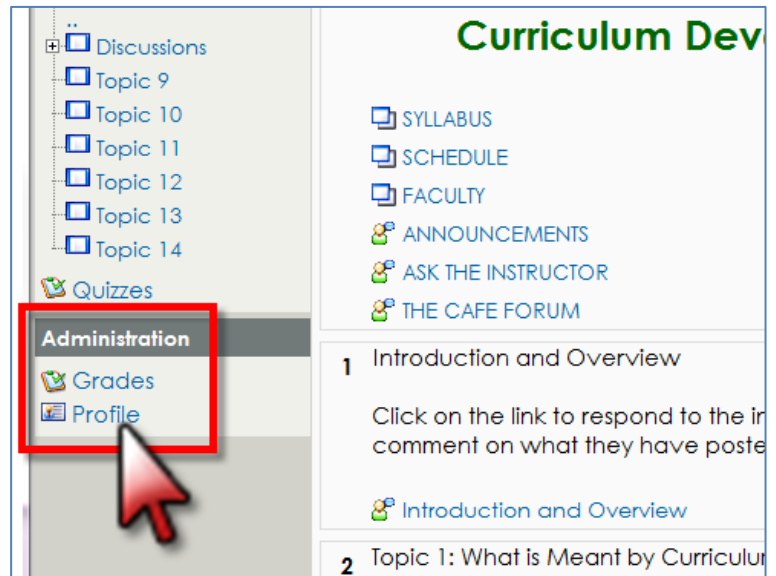 Discussions
Topic 9
Topic 10
Topic 11
Topic 12
Topic 13
Topic 14
Quizzes
Administration
Grades
Profile
Curriculum Dev
SYLLABUS
SCHEDULE
FACULTY
ANNOUNCEMENTS
ASK THE INSTRUCTOR
THE CAFE FORUM
1 Introduction and Overview
Click on the link to respond to the in
comment on what they have poste
Introduction and Overview
2 Topic 1: What is Meant by Curriculu